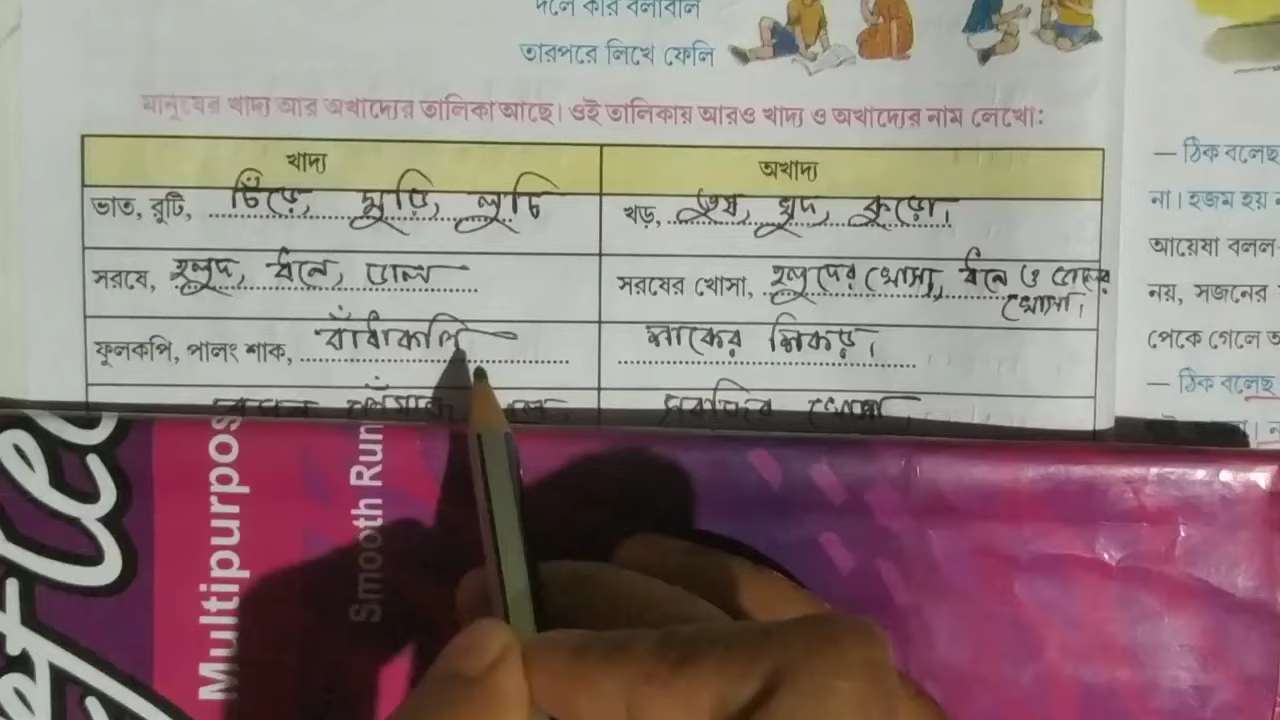 দলে কার বলাবলি
তারপরে লিখে ফেলি
মানুষের খাদ্য আর অখাদ্যের তালিকা আছে। ওই তালিকায় আরও খাদ্য ও অখাদ্যের নাম লেখো:
খাদ্য
অখাদ্য
ভাত, রুটি, চিঁড়ে, মুড়ি, লুচি
খড়, তুষ, খুদ, কুড়ো।
সরষে, হলুদ, ধনে, ডাল
সরষের খোসা, হলুদের খোসা, ধনে ও ডালের
খোসা।
ফুলকপি, পালং শাক, বাঁধাকপি
শাকের শিকড়।
— ঠিক বলেছ
না। হজম হয়
আয়েষা বলল
নয়, সজনের
পেকে গেলে
— ঠিক বলেছ
Multipurpos
Smooth Run